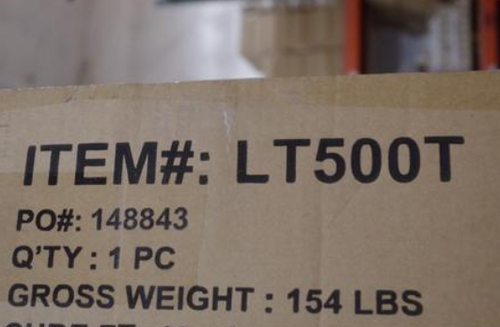 ITEM#: LT500T
PO#: 148843
Q'TY : 1 PC
GROSS WEIGHT : 154 LBS